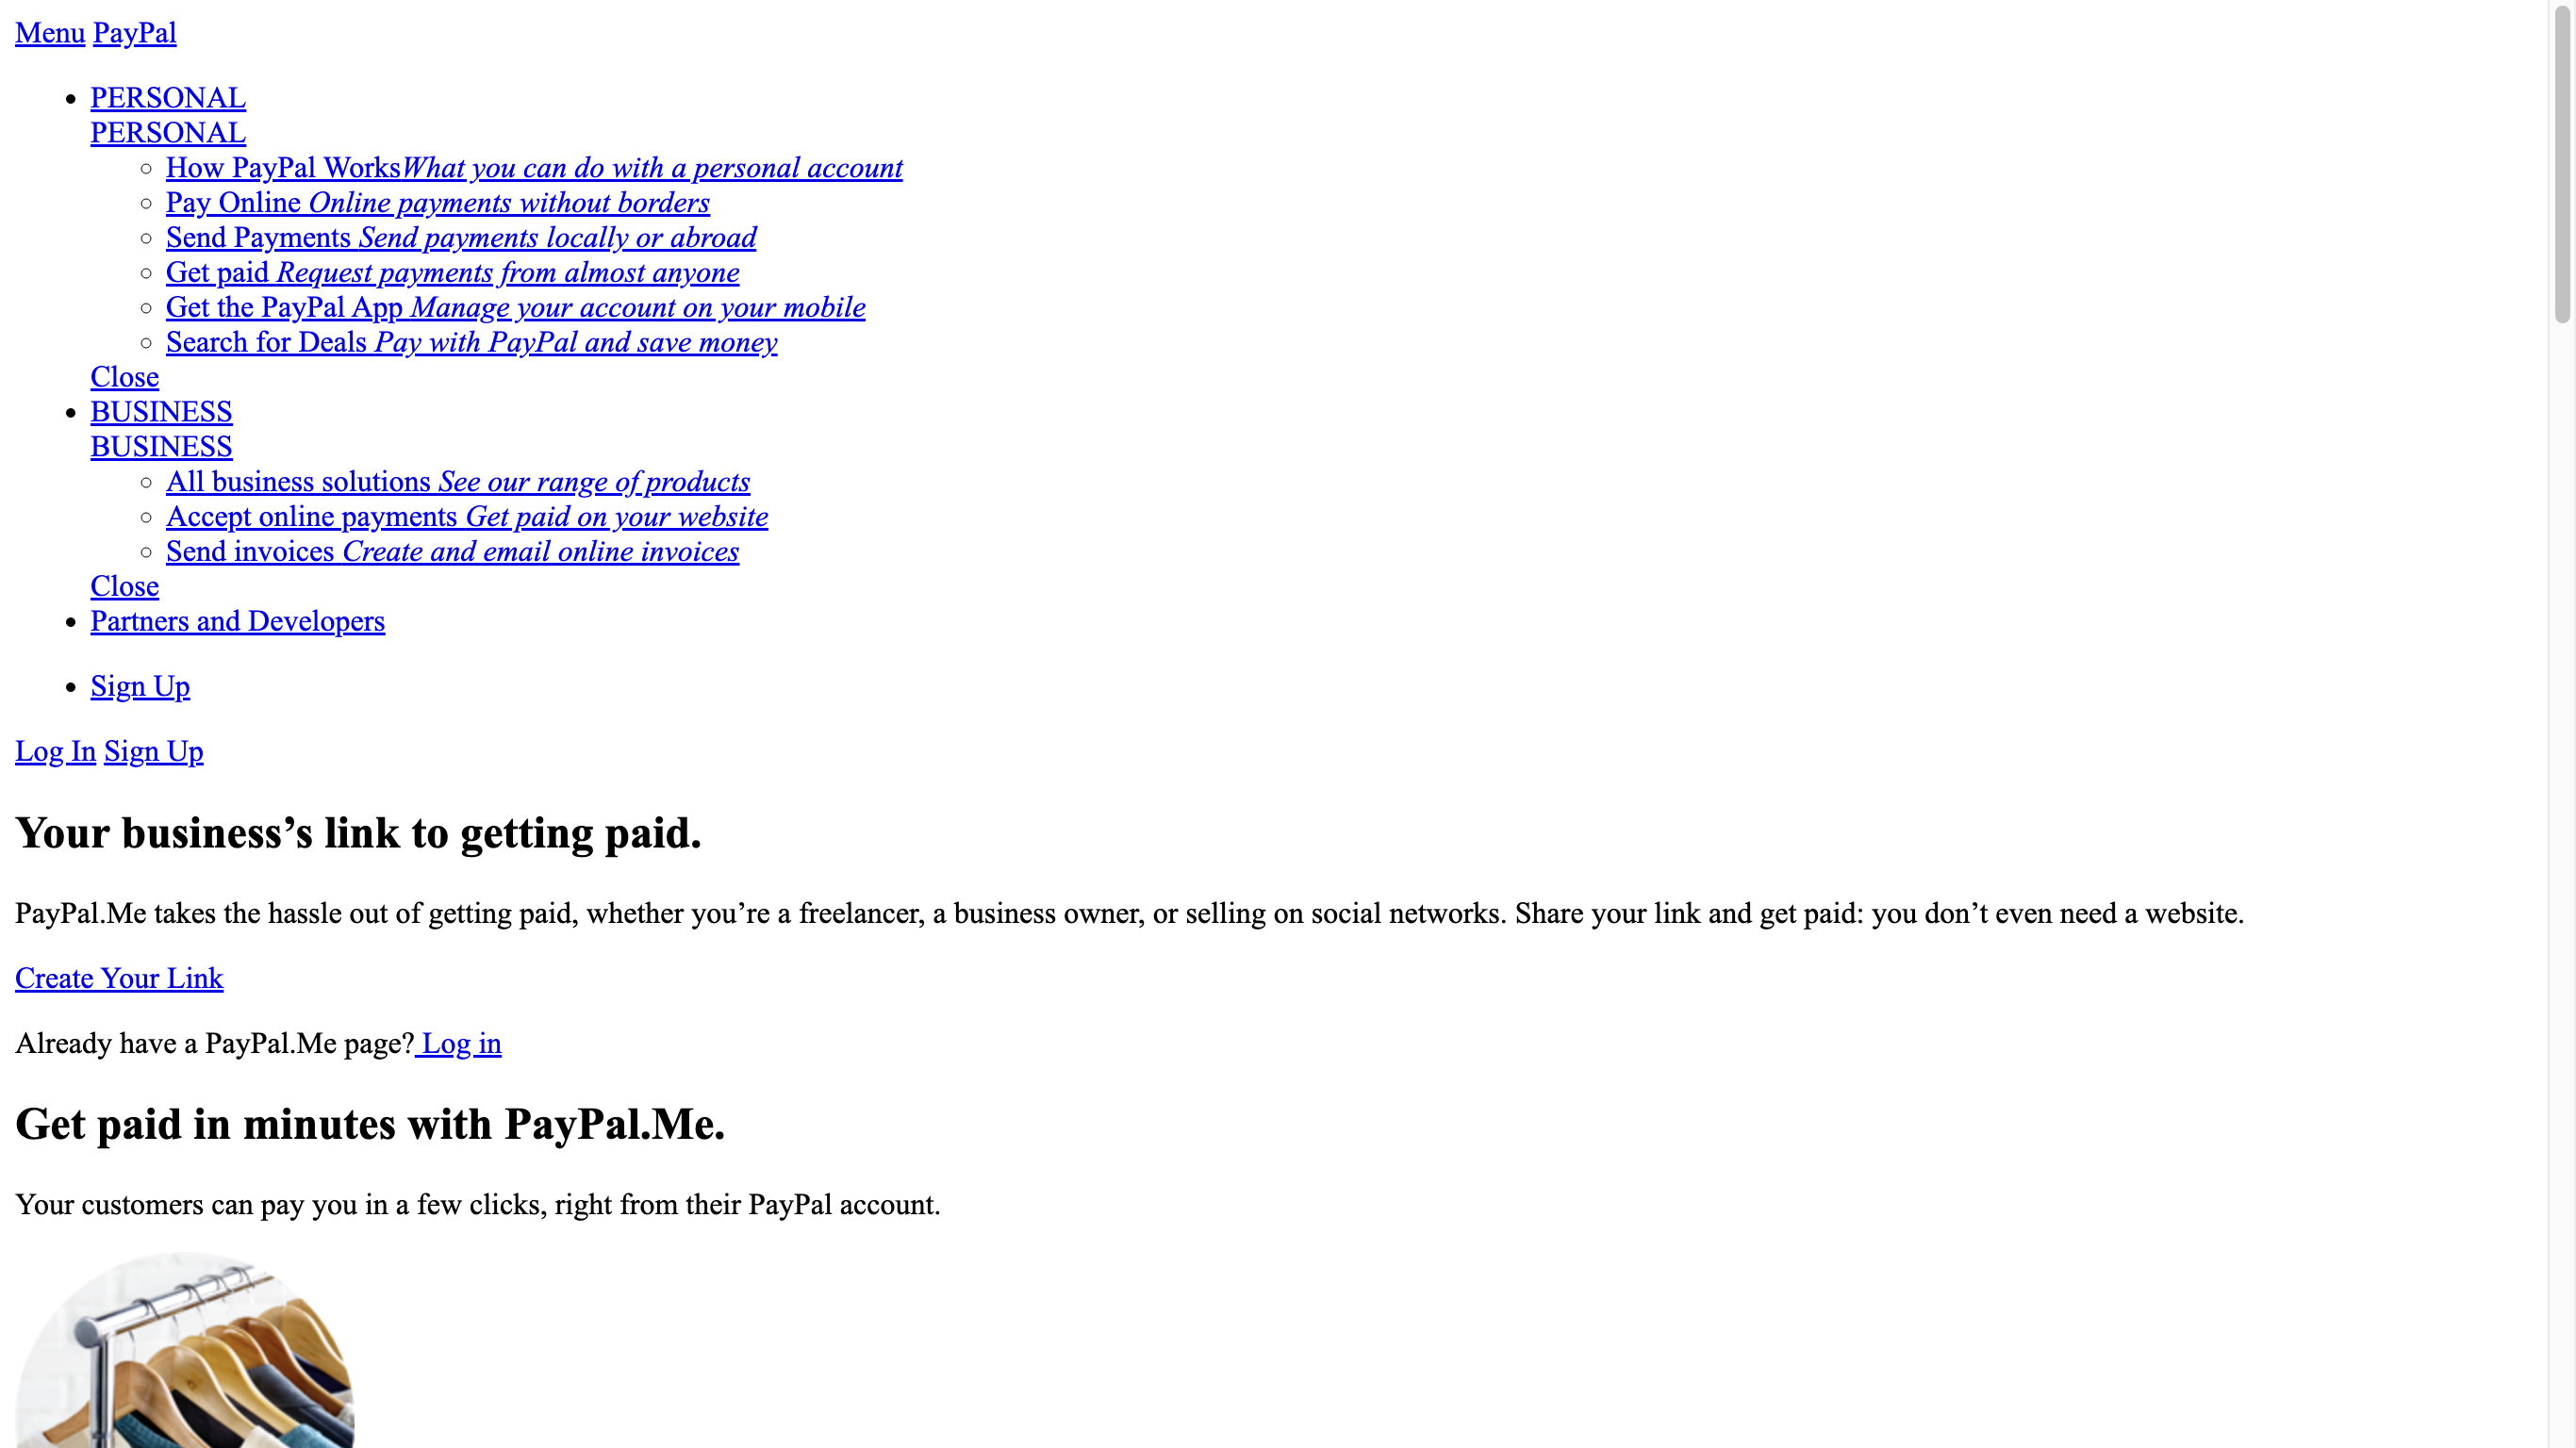 Menu PayPal
PERSONAL
PERSONAL
How PayPal WorksWhat you can do with a personal account
Pay Online Online payments without borders
Send Payments Send payments locally or abroad
Get paid Request payments from almost anyone
Get the PayPal App Manage your account on your mobile
Search for Deals Pay with PayPal and save money
Close
BUSINESS
BUSINESS
All business solutions See our range of products
Accept online payments Get paid on your website
Send invoices Create and email online invoices
Close
Partners and Developers
Sign Up
Log In Sign Up
Your business’s link to getting paid.
PayPal.Me takes the hassle out of getting paid, whether you’re a freelancer, a business owner, or selling on social networks. Share your link and get paid: you don’t even need a website.
Create Your Link
Already have a PayPal.Me page? Log in
Get paid in minutes with PayPal.Me.
Your customers can pay you in a few clicks, right from their PayPal account.